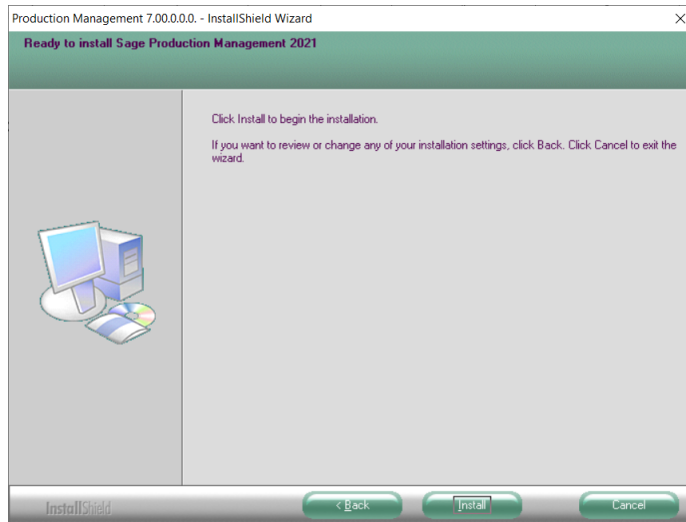 Production Management 7.00.0.0.0. - InstallShield Wizard
Ready to install Sage Production Management 2021
Click Install to begin the installation.
If you want to review or change any of your installation settings, click Back. Click Cancel to exit the
wizard.
InstallShield
< Back
Install
Cancel